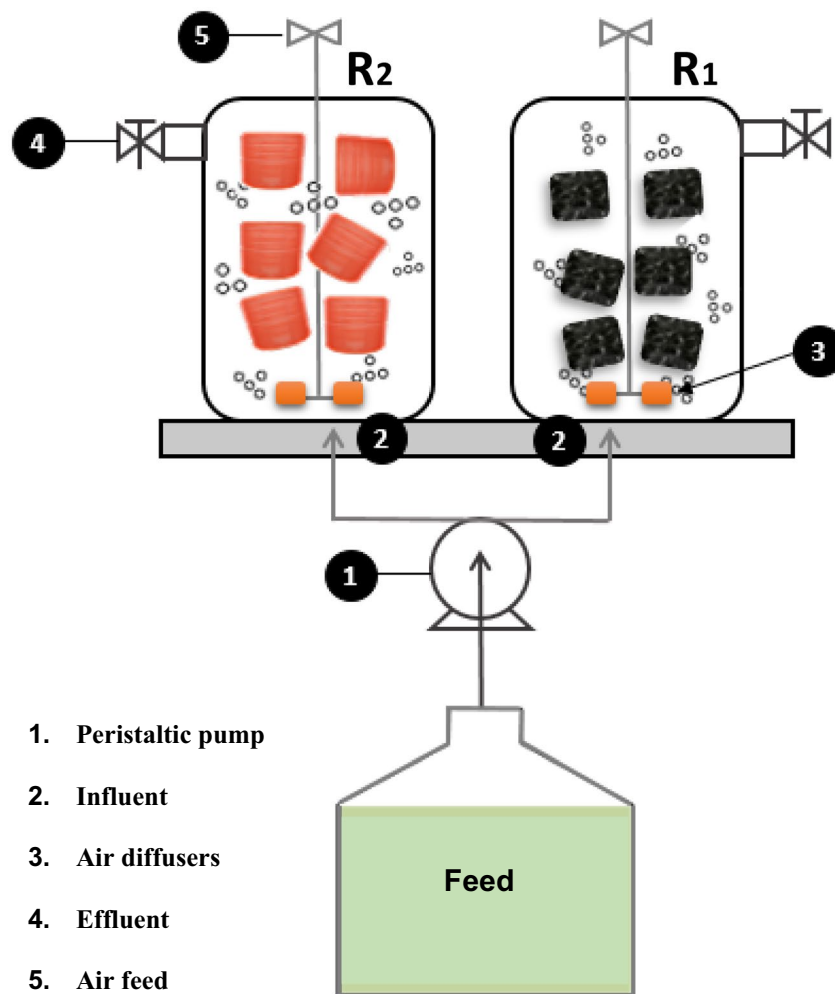 5
R2
R1
4
3
2
2
1
1. Peristaltic pump
2. Influent
3. Air diffusers
4. Effluent
5. Air feed
Feed